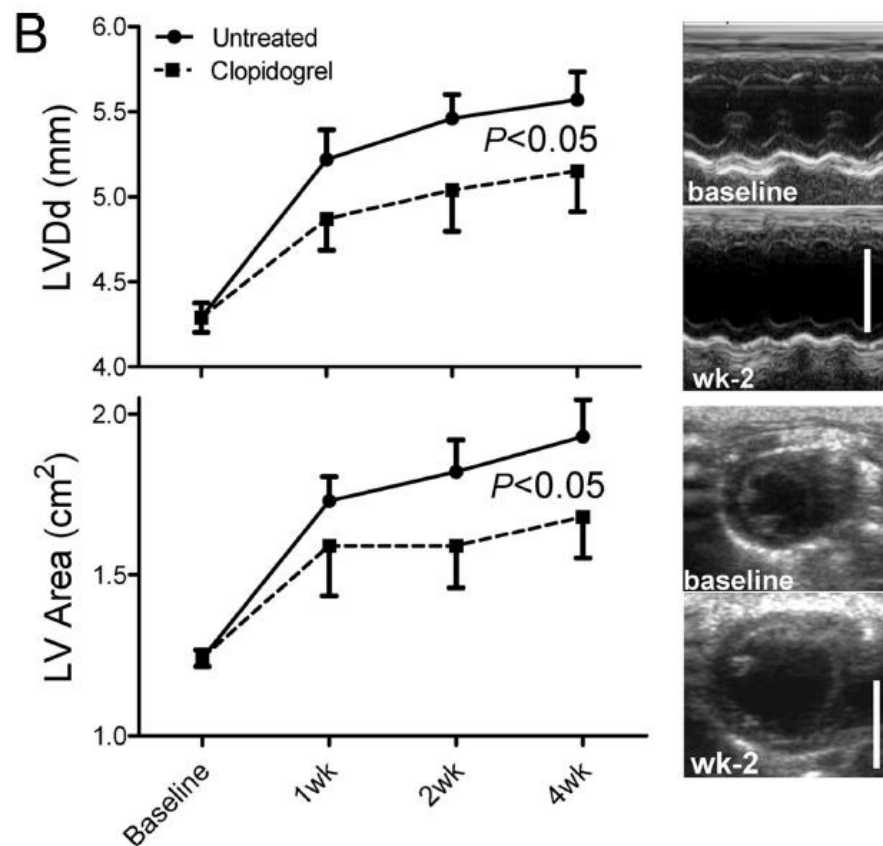 B
Untreated
Clopidogrel
LVDd (mm)
6.0
5.5
5.0
4.5
4.0
P<0.05
baseline
wk-2
LV Area (cm²)
2.0
1.5
1.0
P<0.05
Baseline
1wk
2wk
4wk
baseline
wk-2